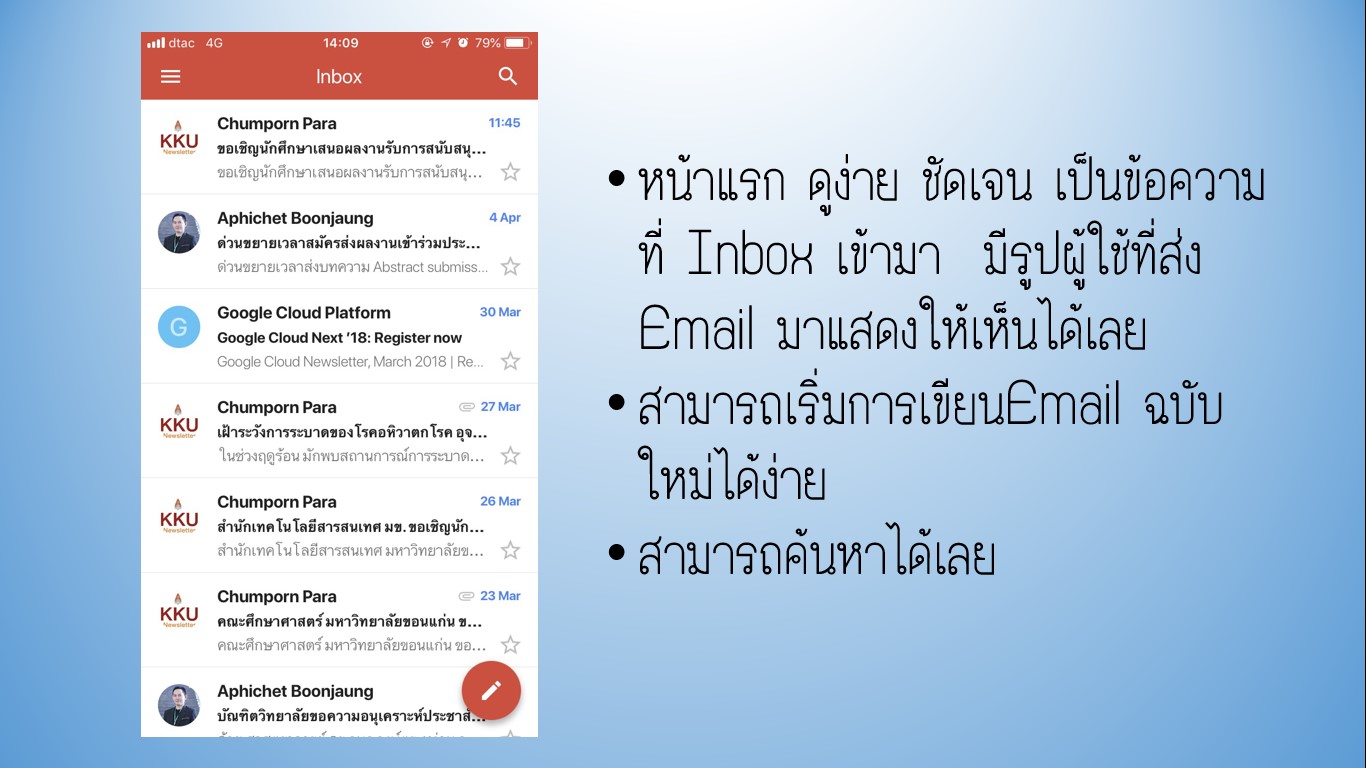 dtac 4G 14:09 79%
Inbox
KKU Newsletter
Chumporn Para 11:45
ขอเชิญนักศึกษาเสนอผลงานรับการสนับสนุ...
ขอเชิญนักศึกษาเสนอผลงานรับการสนับสนุ...
Aphichet Boonjaung 4 Apr
ด่วนขยายเวลาสมัครส่งผลงานเข้าร่วมประ...
ด่วนขยายเวลาส่งบทความ Abstract submiss...
G
Google Cloud Platform 30 Mar
Google Cloud Next '18: Register now
Google Cloud Newsletter, March 2018 | Re...
KKU Newsletter
Chumporn Para 27 Mar
เฝ้าระวังการระบาดของโรคอหิวาตกโรค อุจ...
ในช่วงฤดูร้อน มักพบสถานการณ์การระบาด...
KKU Newsletter
Chumporn Para 26 Mar
สำนักเทคโนโลยีสารสนเทศ มข. ขอเชิญนัก...
สำนักเทคโนโลยีสารสนเทศ มหาวิทยาลัยข...
KKU Newsletter
Chumporn Para 23 Mar
คณะศึกษาศาสตร์ มหาวิทยาลัยขอนแก่น ข...
คณะศึกษาศาสตร์ มหาวิทยาลัยขอนแก่น ขอ...
Aphichet Boonjaung
บัณฑิตวิทยาลัยขอความอนุเคราะห์ประชาสั...
• หน้าแรก ดูง่าย ชัดเจน เป็นข้อความ
ที่ Inbox เข้ามา มีรูปผู้ใช้ที่ส่ง
Email มาแสดงให้เห็นได้เลย
• สามารถเริ่มการเขียนEmail ฉบับ
ใหม่ได้ง่าย
• สามารถค้นหาได้เลย